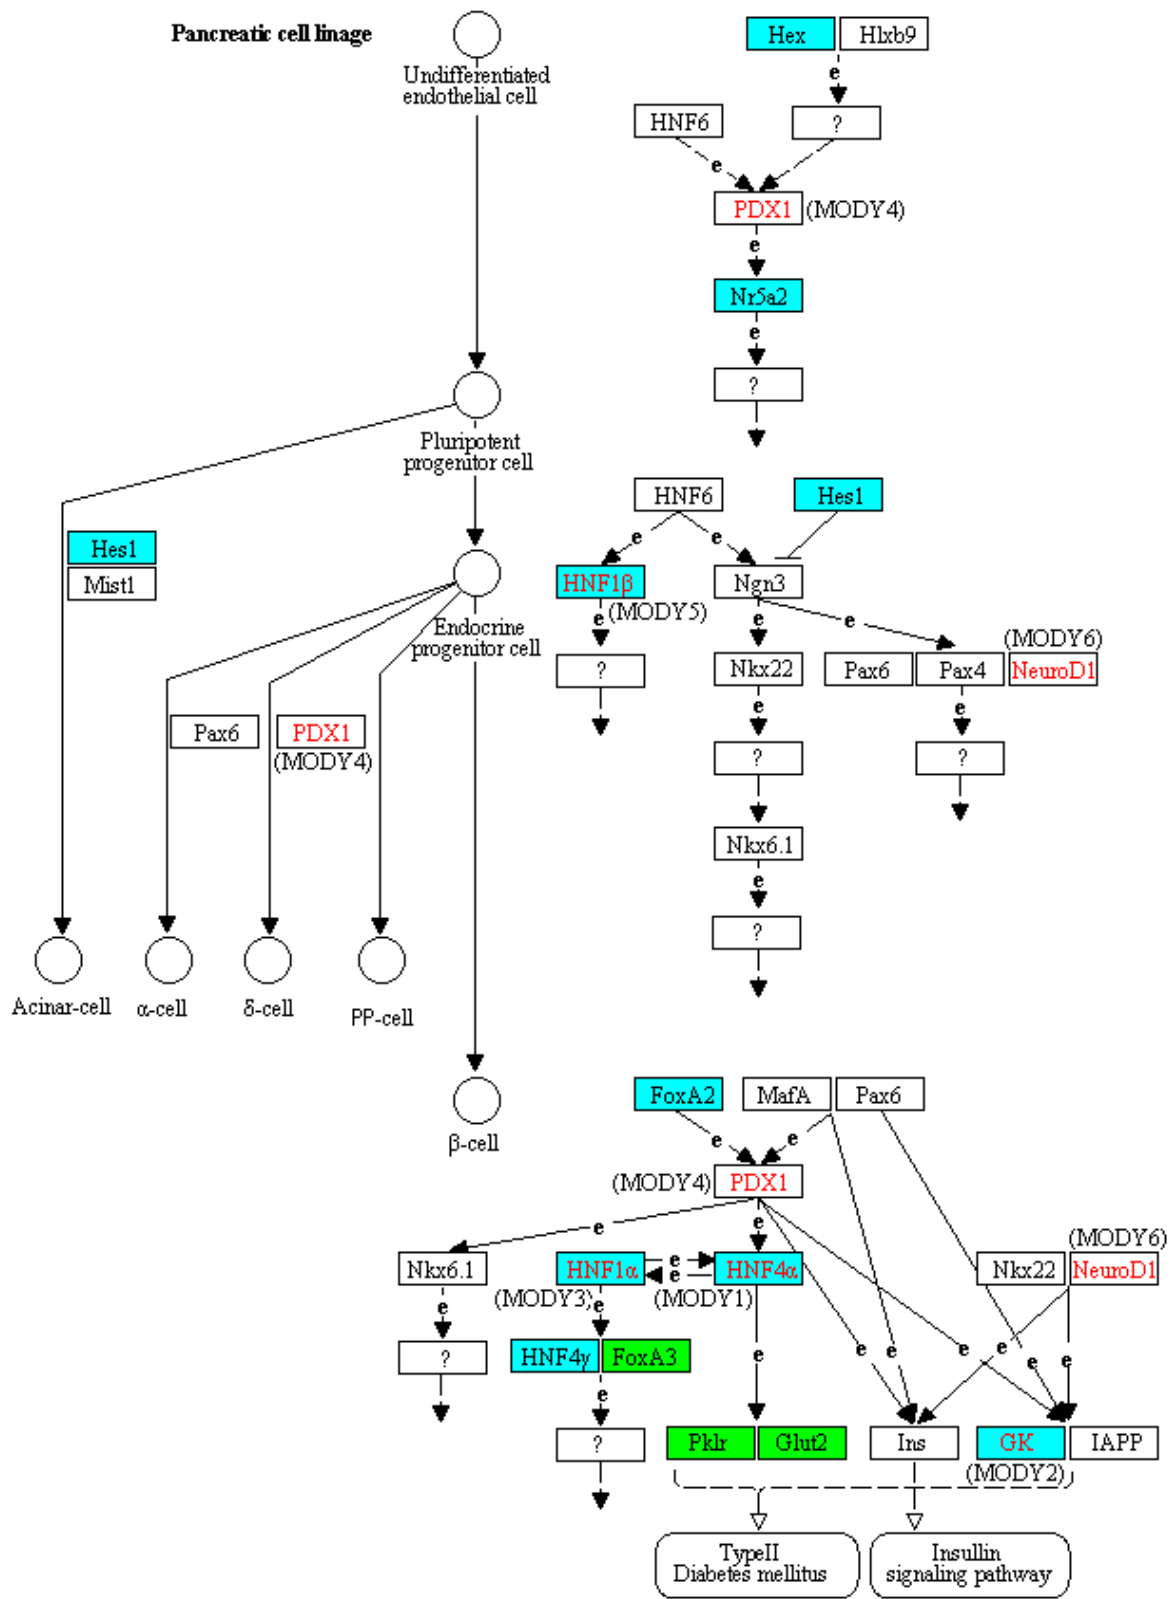 Pancreatic cell linage
Hex
Hlxb9
Undifferentiated
endothelial cell
e
HNF6
?
e
PDX1
(MODY4)
e
Nr5a2
e
?
Pluripotent
progenitor cell
HNF6
Hes1
Hes1
Mist1
e
e
HNF1β
Ngn3
(MODY5)
e
e
e
Endocrine
progenitor cell
(MODY6)
?
Nkx22
Pax6
Pax4
NeuroD1
e
e
Pax6
PDX1
(MODY4)
?
?
Nkx6.1
e
?
Acinar-cell
α-cell
δ-cell
PP-cell
FoxA2
MafA
Pax6
β-cell
e
e
(MODY4)
PDX1
e
e
(MODY6)
Nkx6.1
HNF1α
e
e
HNF4α
Nkx22
NeuroD1
(MODY3)
(MODY1)
e
e
?
HNF4γ
FoxA3
e
e
e
e
e
e
e
Pklr
Glut2
Ins
GK
IAPP
?
(MODY2)
TypeII
Diabetes mellitus
Insullin
signaling pathway